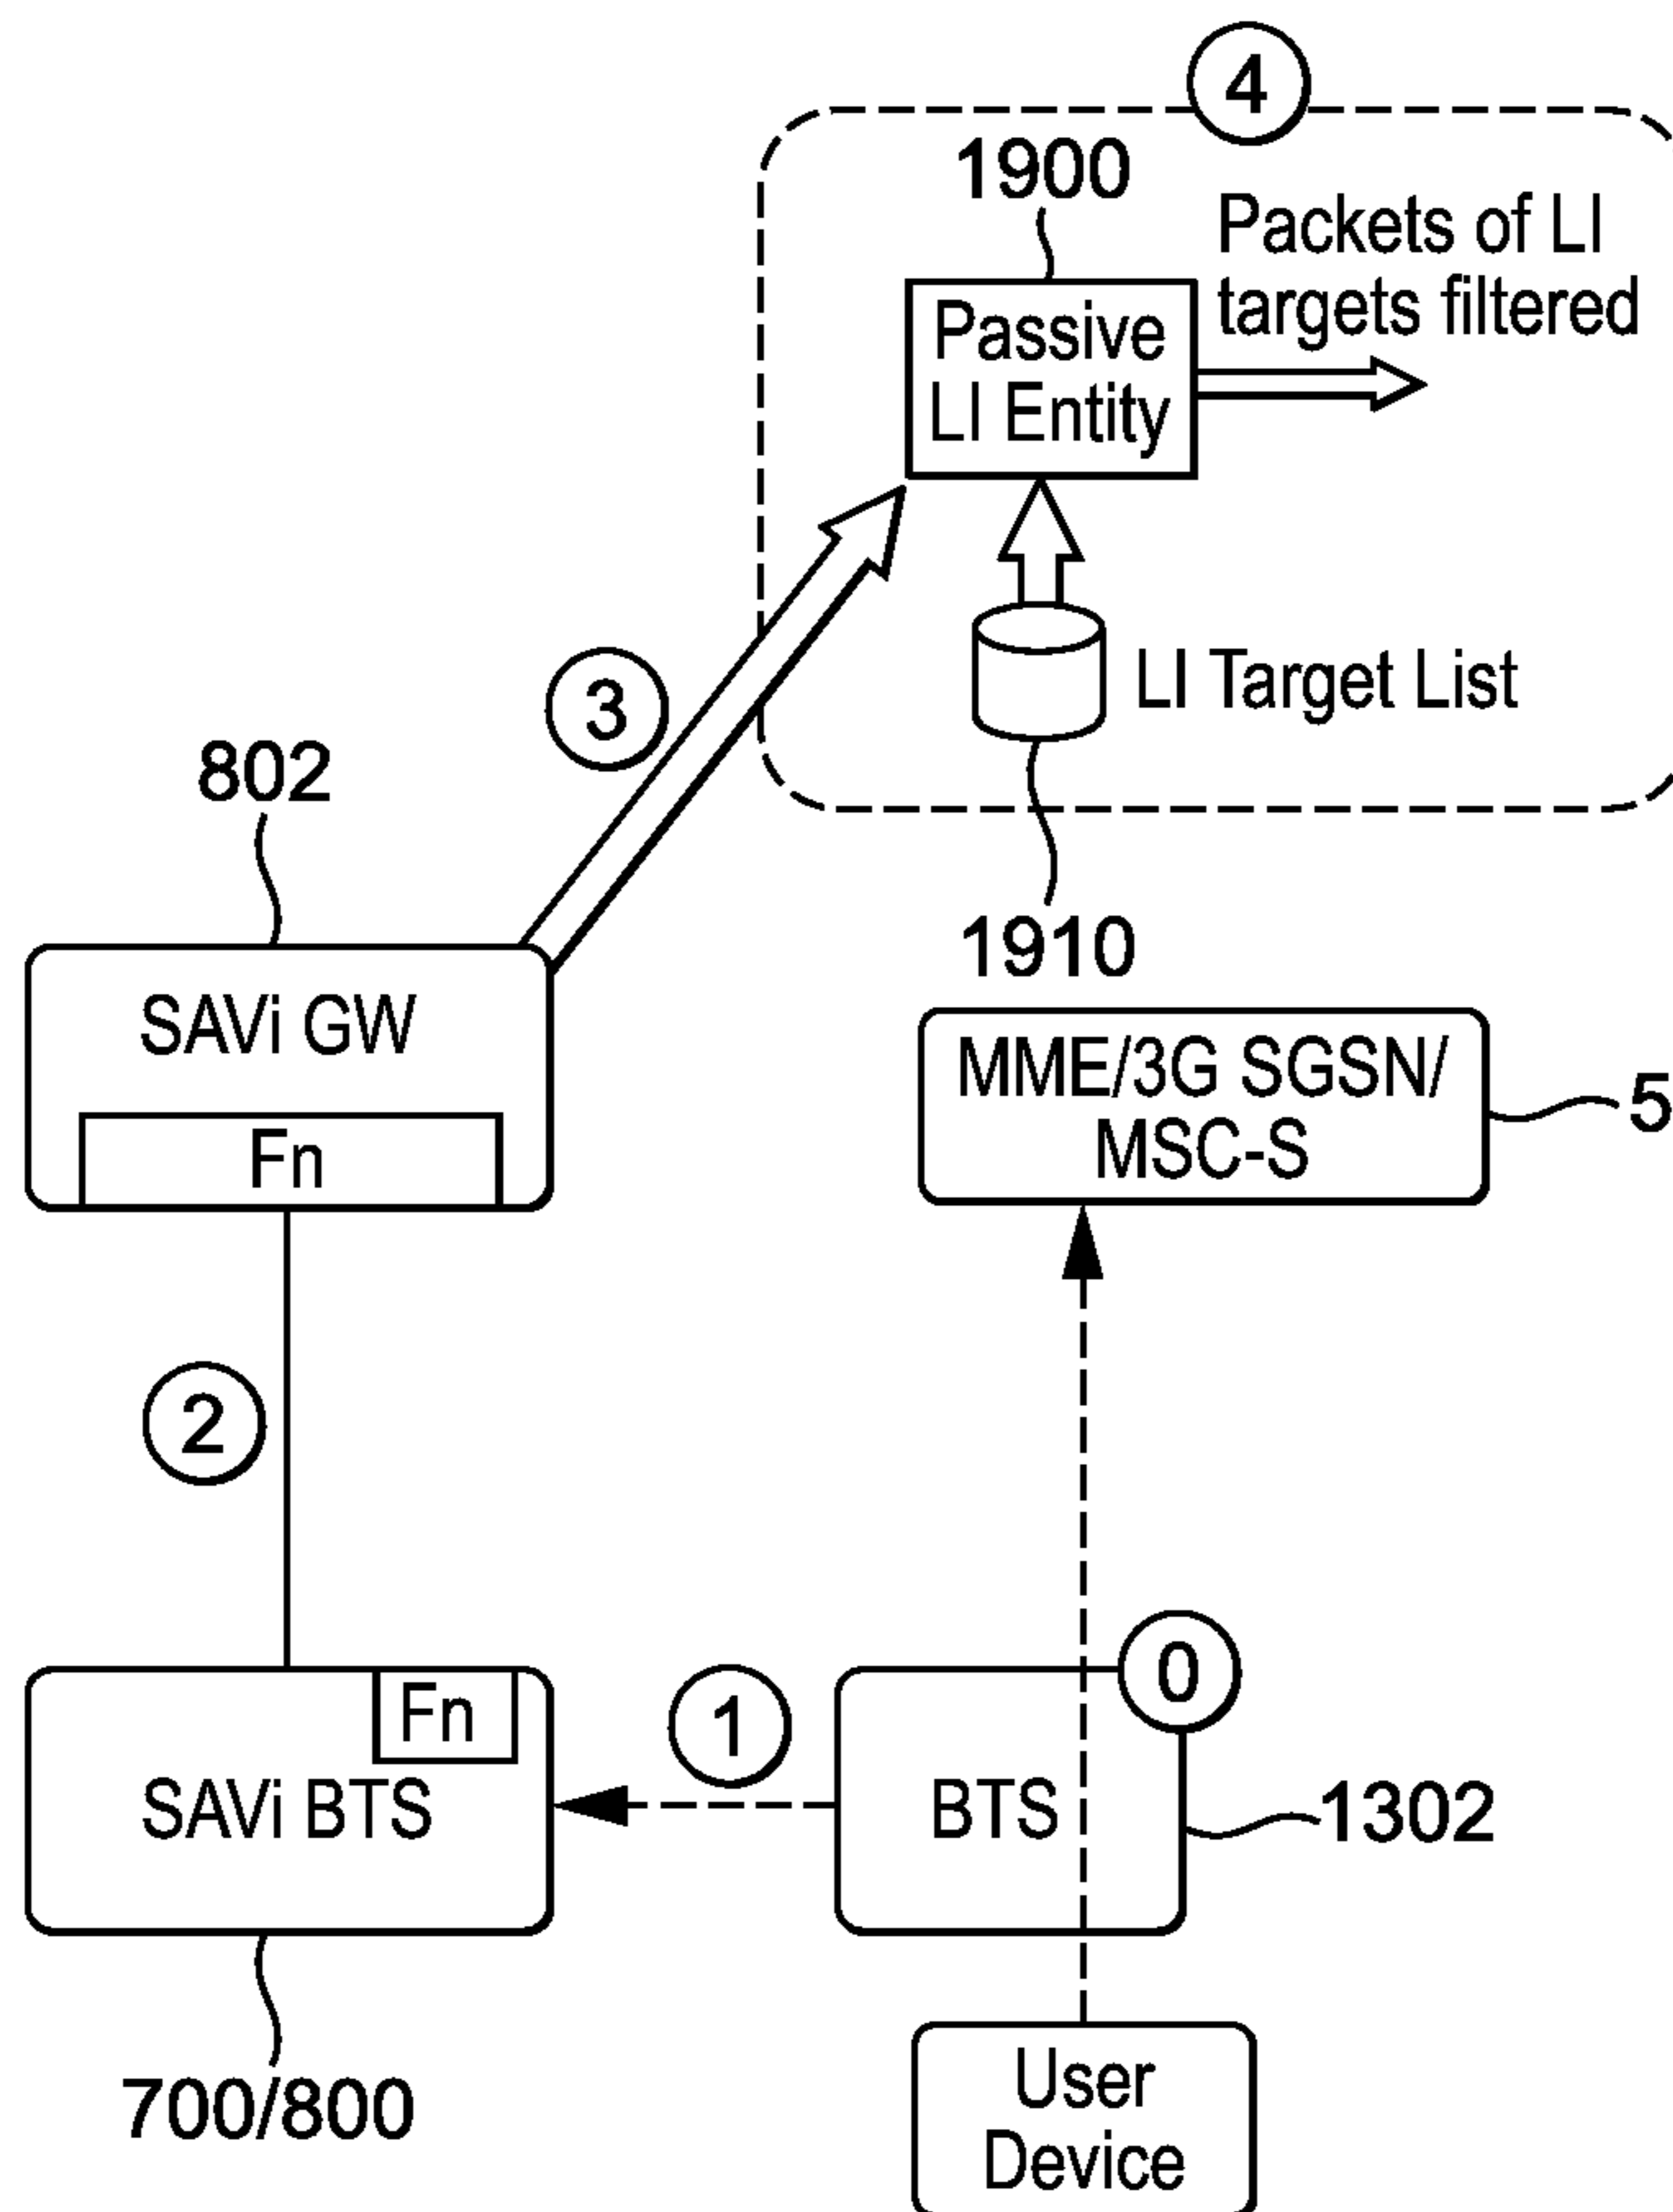 4
1900
Packets of LI
targets filtered
Passive
LI Entity
3
LI Target List
802
1910
SAVi GW
MME/3G SGSN/
MSC-S
5
Fn
2
0
Fn
1
SAVi BTS
BTS
1302
700/800
User
Device